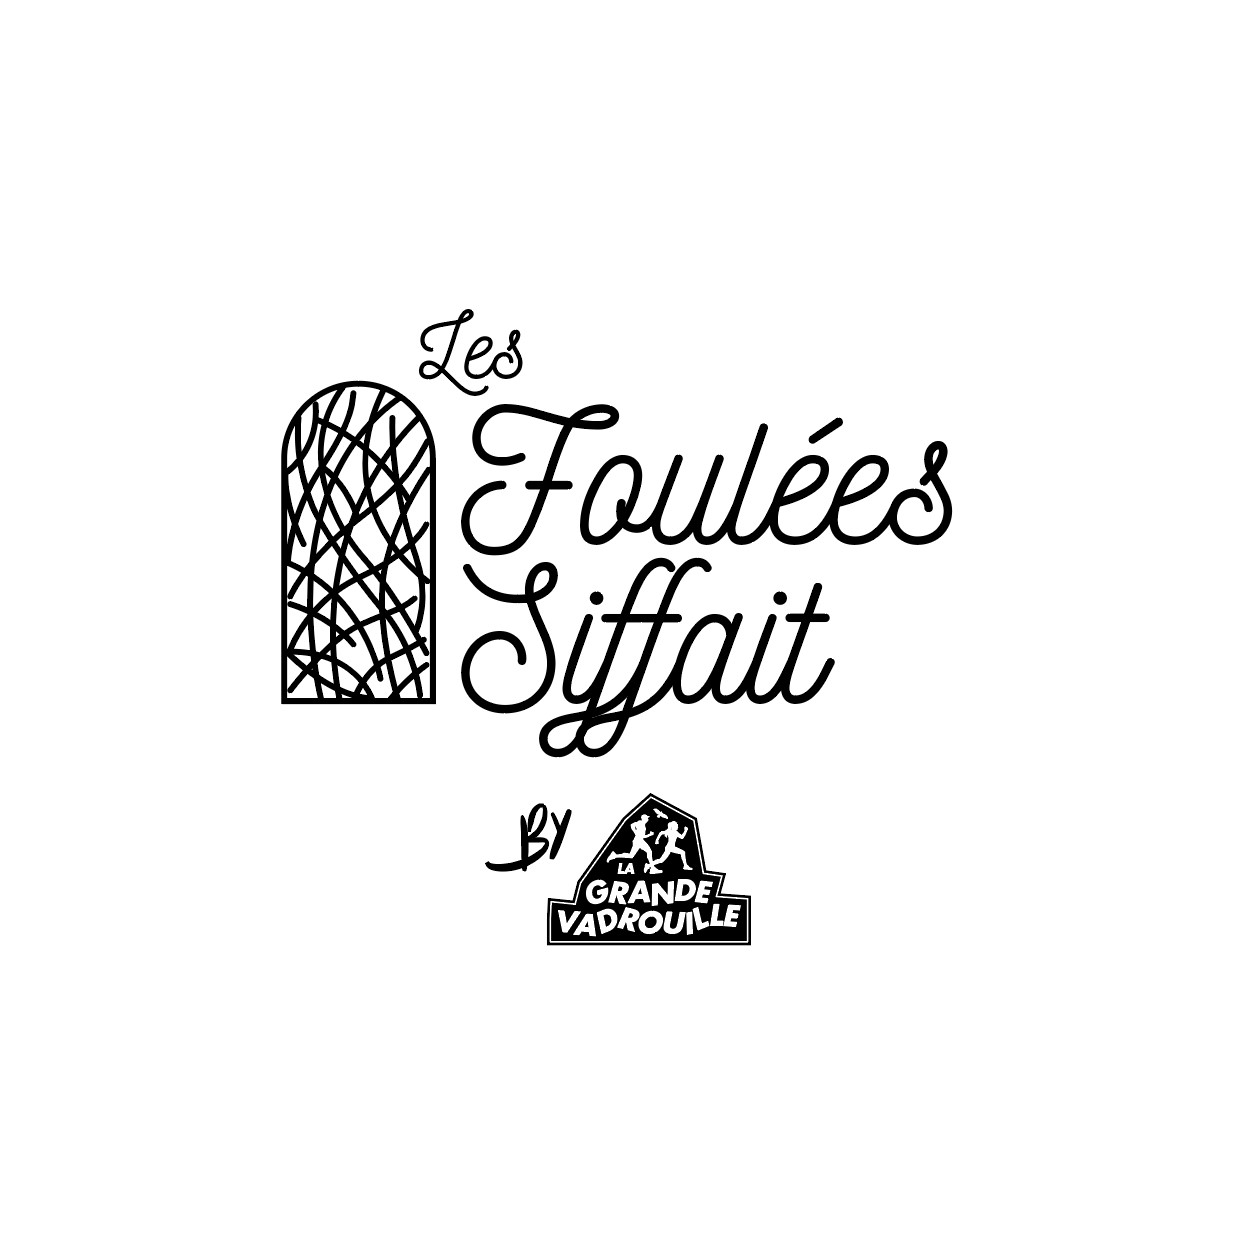 Les
Foulées
Siffait
BY
LA
GRANDE
VADROUILLE